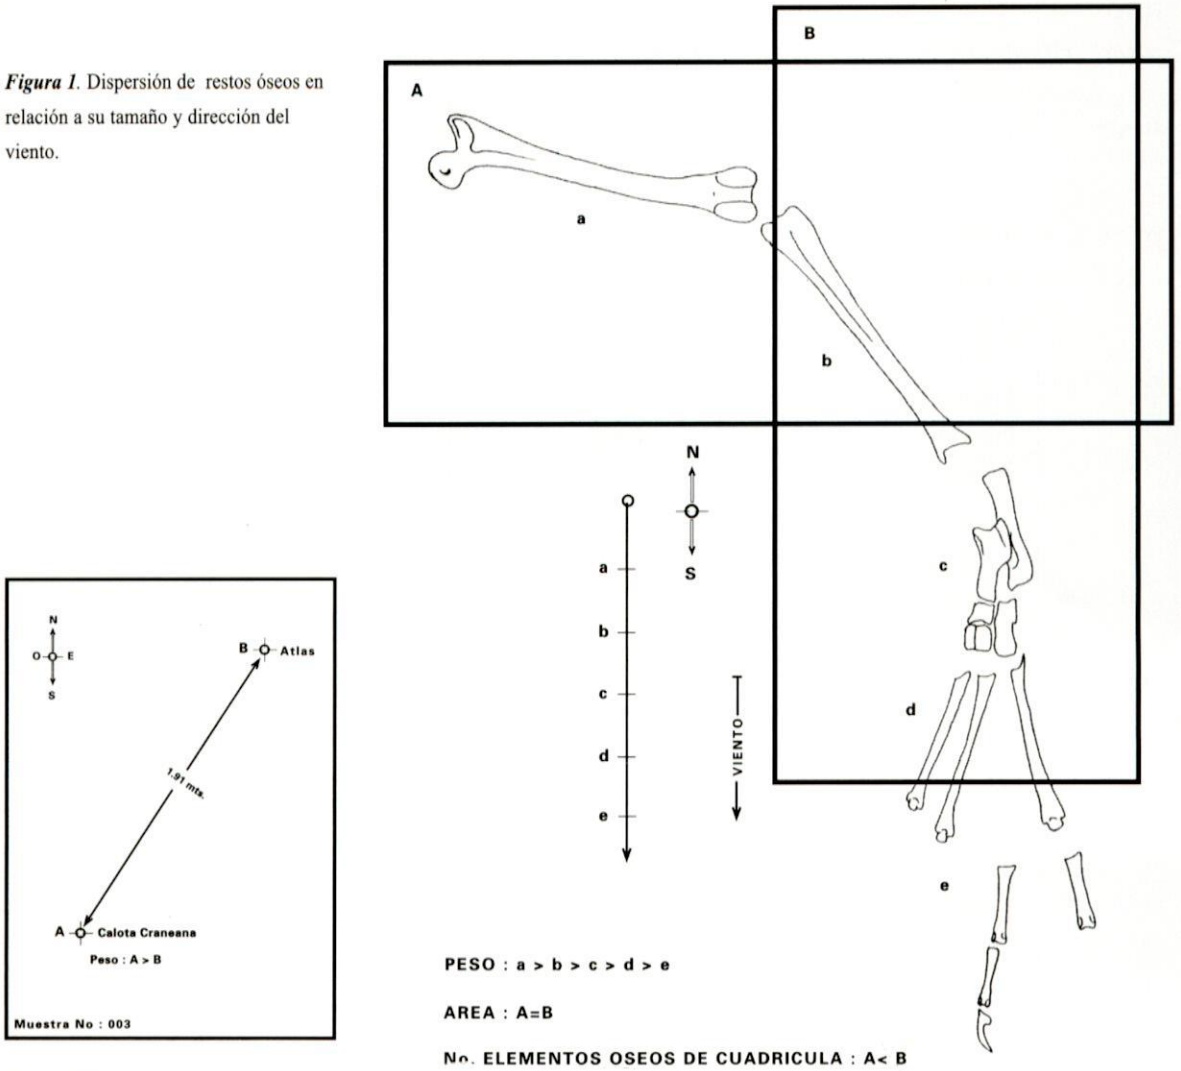 Figura 1. Dispersión de restos óseos en
relación a su tamaño y dirección del
viento.
A
B
a
b
c
d
e
N
S
a
b
c
d
e
VIENTO
N
O E
S
B Atlas
1.91 mts.
A Calota Craneana
Peso : A > B
Muestra No : 003
PESO : a > b > c > d > e
AREA : A=B
No. ELEMENTOS OSEOS DE CUADRICULA : A< B